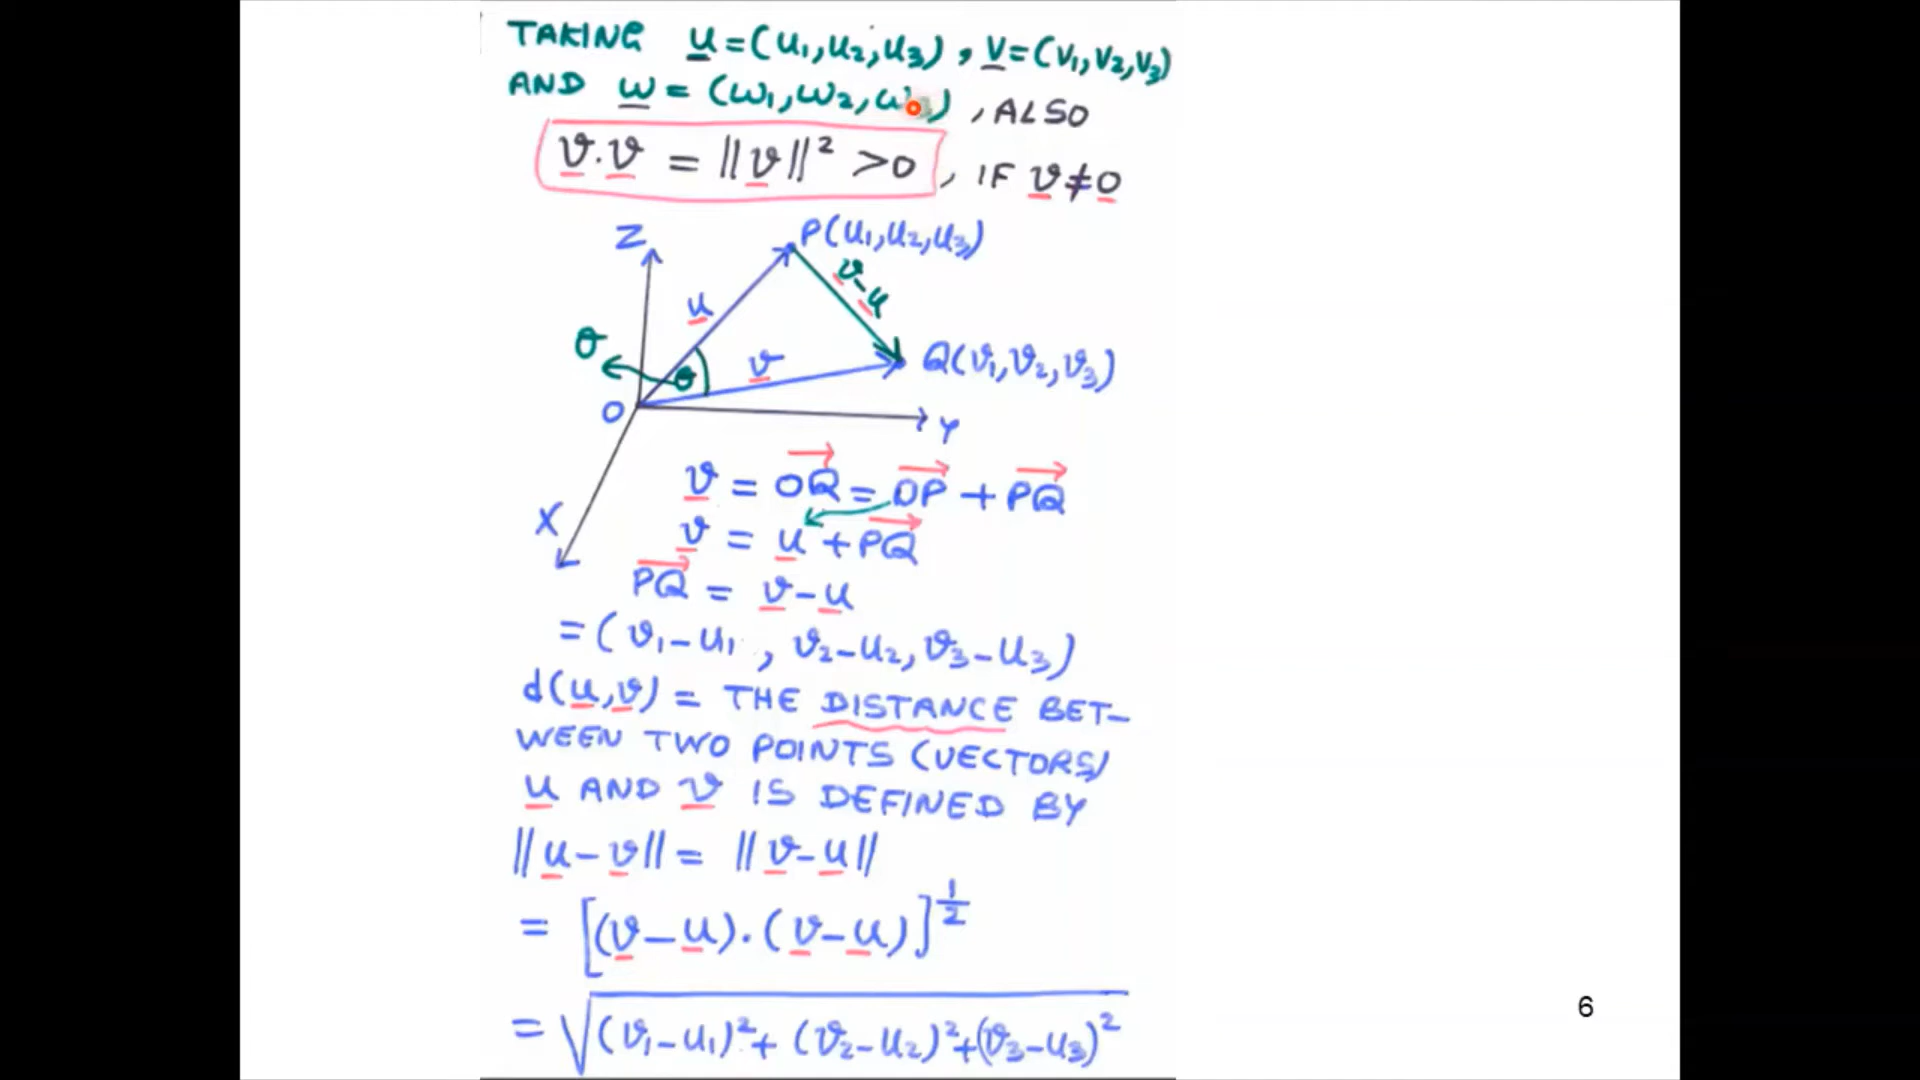 TAKING u = (u₁, u₂, u₃) , v = (v₁, v₂, v₃)
AND w = (w₁, w₂, w₃) , ALSO
v . v = ||v||² > 0 , IF v ≠ 0
Z
P(u₁, u₂, u₃)
v - u
u
θ
v
Q(v₁, v₂, v₃)
θ
O
Y
v = OQ = OP + PQ
X
v = u + PQ
PQ = v - u
= (v₁ - u₁ , v₂ - u₂, v₃ - u₃)
d(u, v) = THE DISTANCE BET-
WEEN TWO POINTS (VECTORS)
u AND v IS DEFINED BY
||u - v|| = ||v - u||
= [(v - u) . (v - u)]^1/2
= √(v₁ - u₁)² + (v₂ - u₂)² + (v₃ - u₃)²
6